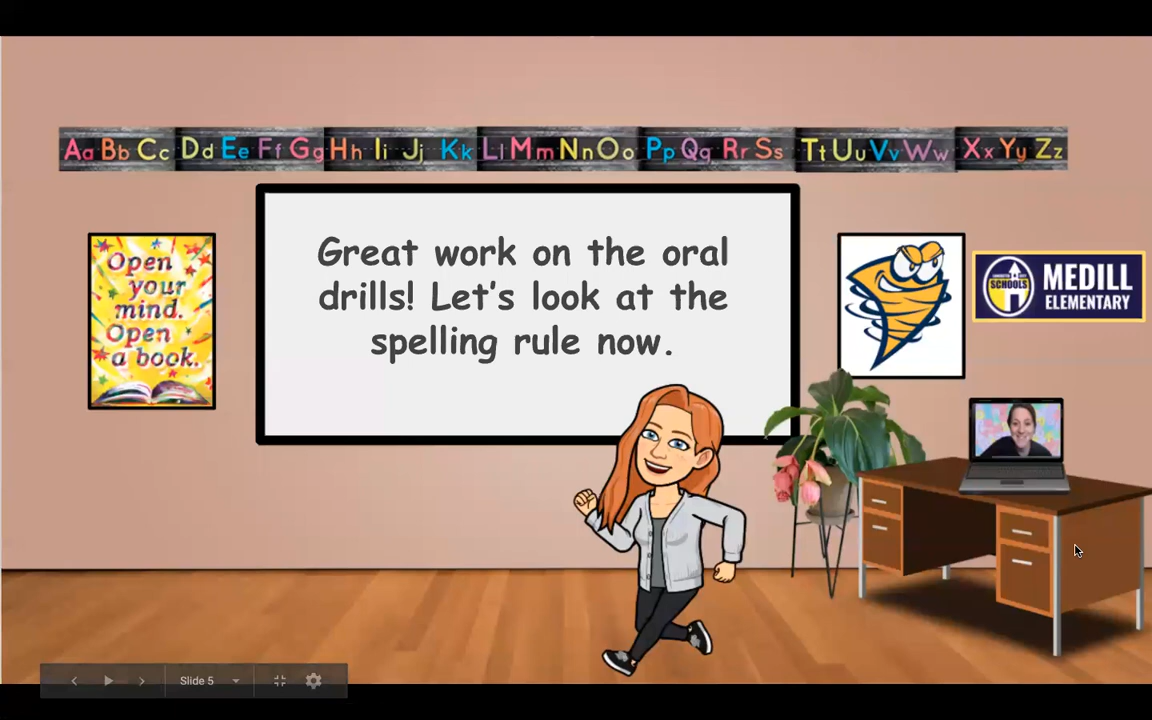 Aa Bb Cc Dd Ee Ff Gg Hh Ii Jj Kk Ll Mm Nn Oo Pp Qq Rr Ss Tt Uu Vv Ww Xx Yy Zz
Open
your
mind.
Open
a book.
Great work on the oral
drills! Let's look at the
spelling rule now.
SCHOOLS
MEDILL
ELEMENTARY
Slide 5